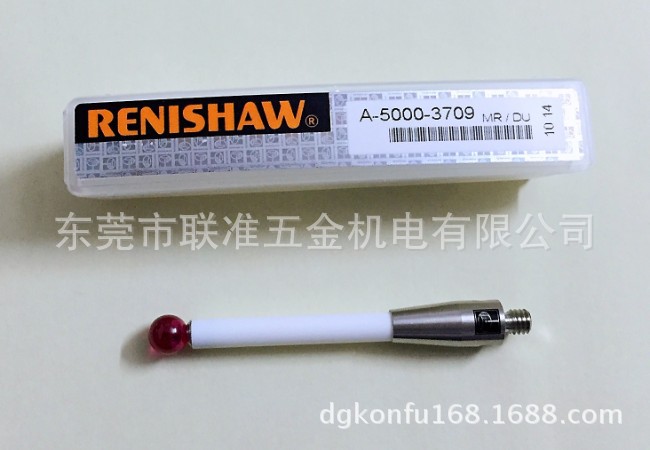 RENISHAW®
A-5000-3709 MR / DU
10 14
东莞市联准五金机电有限公司
dgkonfu168.1688.com